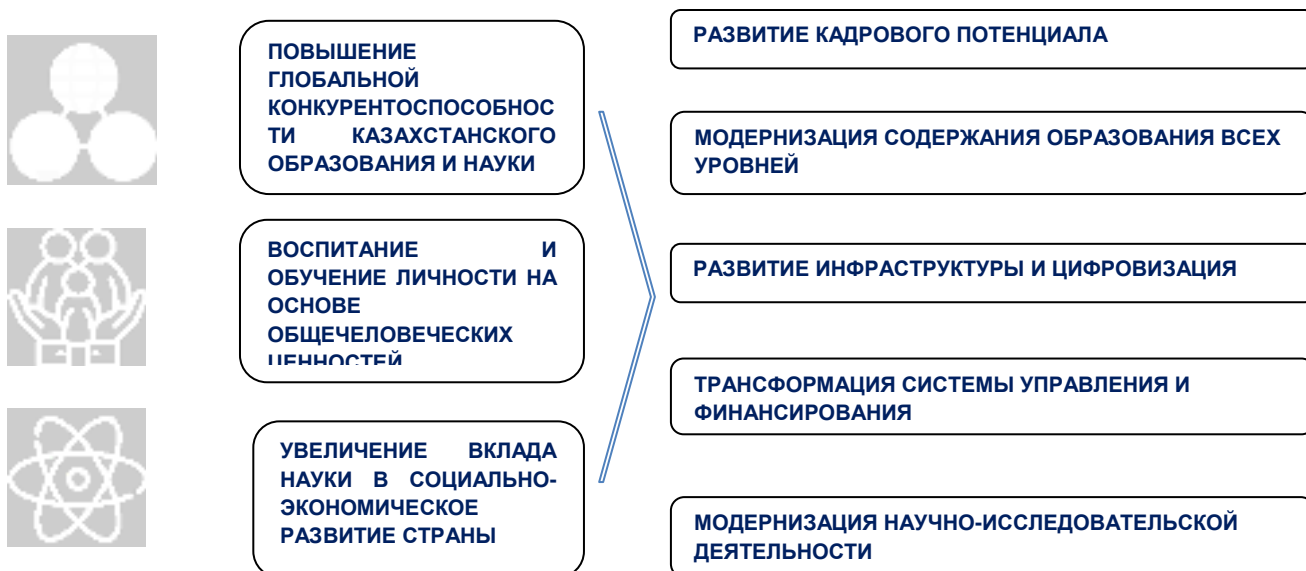 ПОВЫШЕНИЕ
ГЛОБАЛЬНОЙ
КОНКУРЕНТОСПОСОБНОС
ТИ КАЗАХСТАНСКОГО
ОБРАЗОВАНИЯ И НАУКИ
ВОСПИТАНИЕ И
ОБУЧЕНИЕ ЛИЧНОСТИ НА
ОСНОВЕ
ОБЩЕЧЕЛОВЕЧЕСКИХ
ЦЕННОСТЕЙ
УВЕЛИЧЕНИЕ ВКЛАДА
НАУКИ В СОЦИАЛЬНО-
ЭКОНОМИЧЕСКОЕ
РАЗВИТИЕ СТРАНЫ
РАЗВИТИЕ КАДРОВОГО ПОТЕНЦИАЛА
МОДЕРНИЗАЦИЯ СОДЕРЖАНИЯ ОБРАЗОВАНИЯ ВСЕХ
УРОВНЕЙ
РАЗВИТИЕ ИНФРАСТРУКТУРЫ И ЦИФРОВИЗАЦИЯ
ТРАНСФОРМАЦИЯ СИСТЕМЫ УПРАВЛЕНИЯ И
ФИНАНСИРОВАНИЯ
МОДЕРНИЗАЦИЯ НАУЧНО-ИССЛЕДОВАТЕЛЬСКОЙ
ДЕЯТЕЛЬНОСТИ